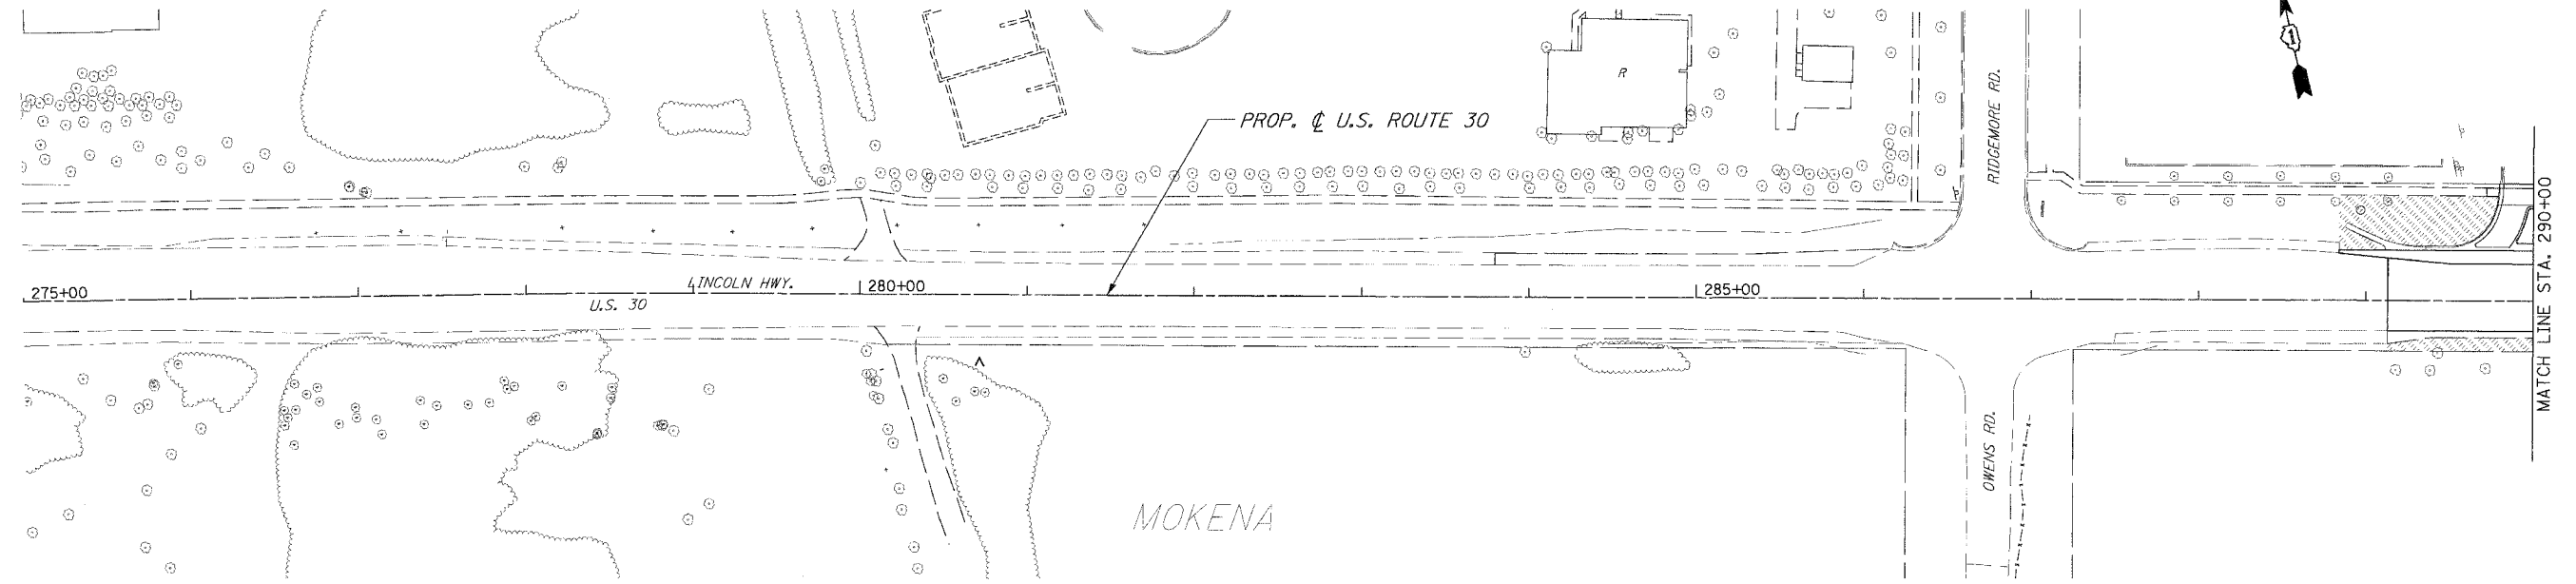 R
PROP. ℄ U.S. ROUTE 30
RIDGEMORE RD.
275+00
LINCOLN HWY.
U.S. 30
280+00
285+00
MATCH LINE STA. 290+00
OWENS RD.
MOKENA